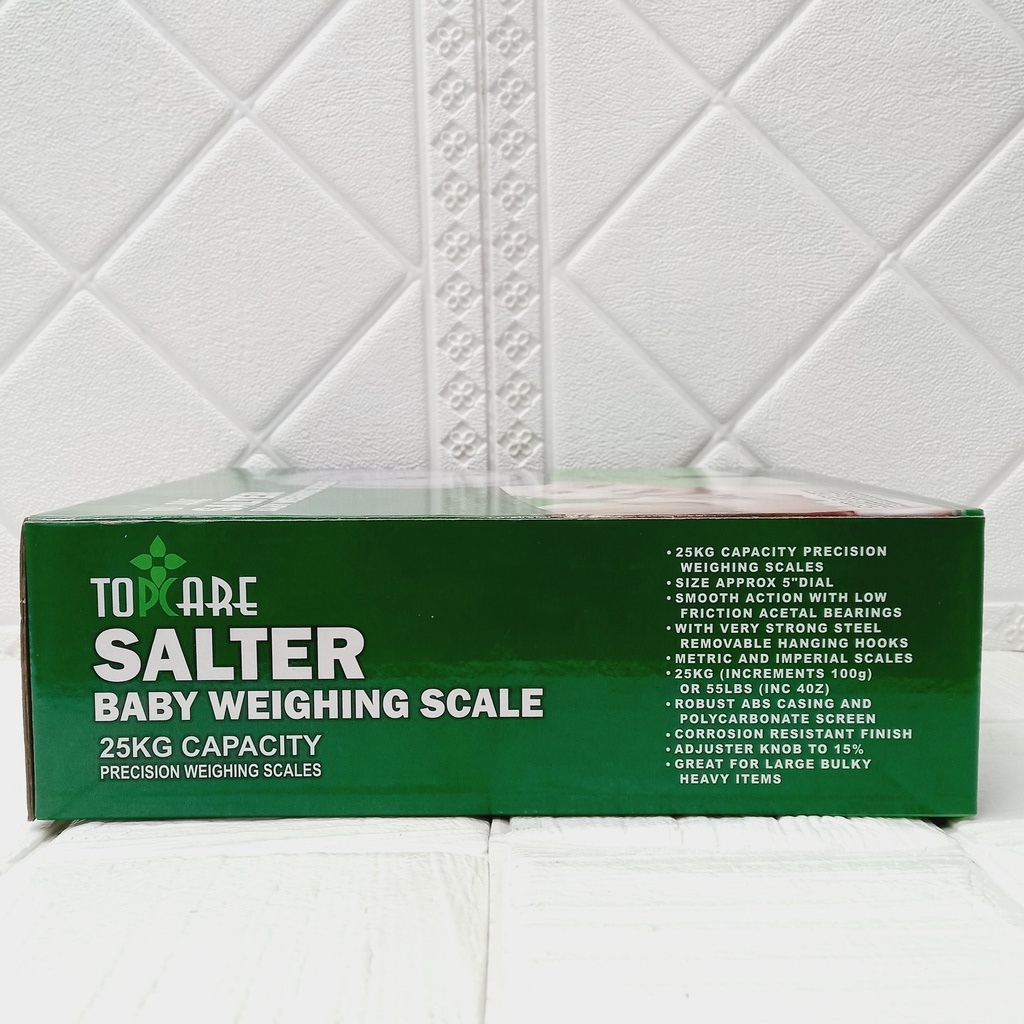 TOPCARE
SALTER
BABY WEIGHING SCALE
25KG CAPACITY
PRECISION WEIGHING SCALES
• 25KG CAPACITY PRECISION
WEIGHING SCALES
• SIZE APPROX 5"DIAL
• SMOOTH ACTION WITH LOW
FRICTION ACETAL BEARINGS
• WITH VERY STRONG STEEL
REMOVABLE HANGING HOOKS
• METRIC AND IMPERIAL SCALES
• 25KG (INCREMENTS 100g)
OR 55LBS (INC 4OZ)
• ROBUST ABS CASING AND
POLYCARBONATE SCREEN
• CORROSION RESISTANT FINISH
• ADJUSTER KNOB TO 15%
• GREAT FOR LARGE BULKY
HEAVY ITEMS